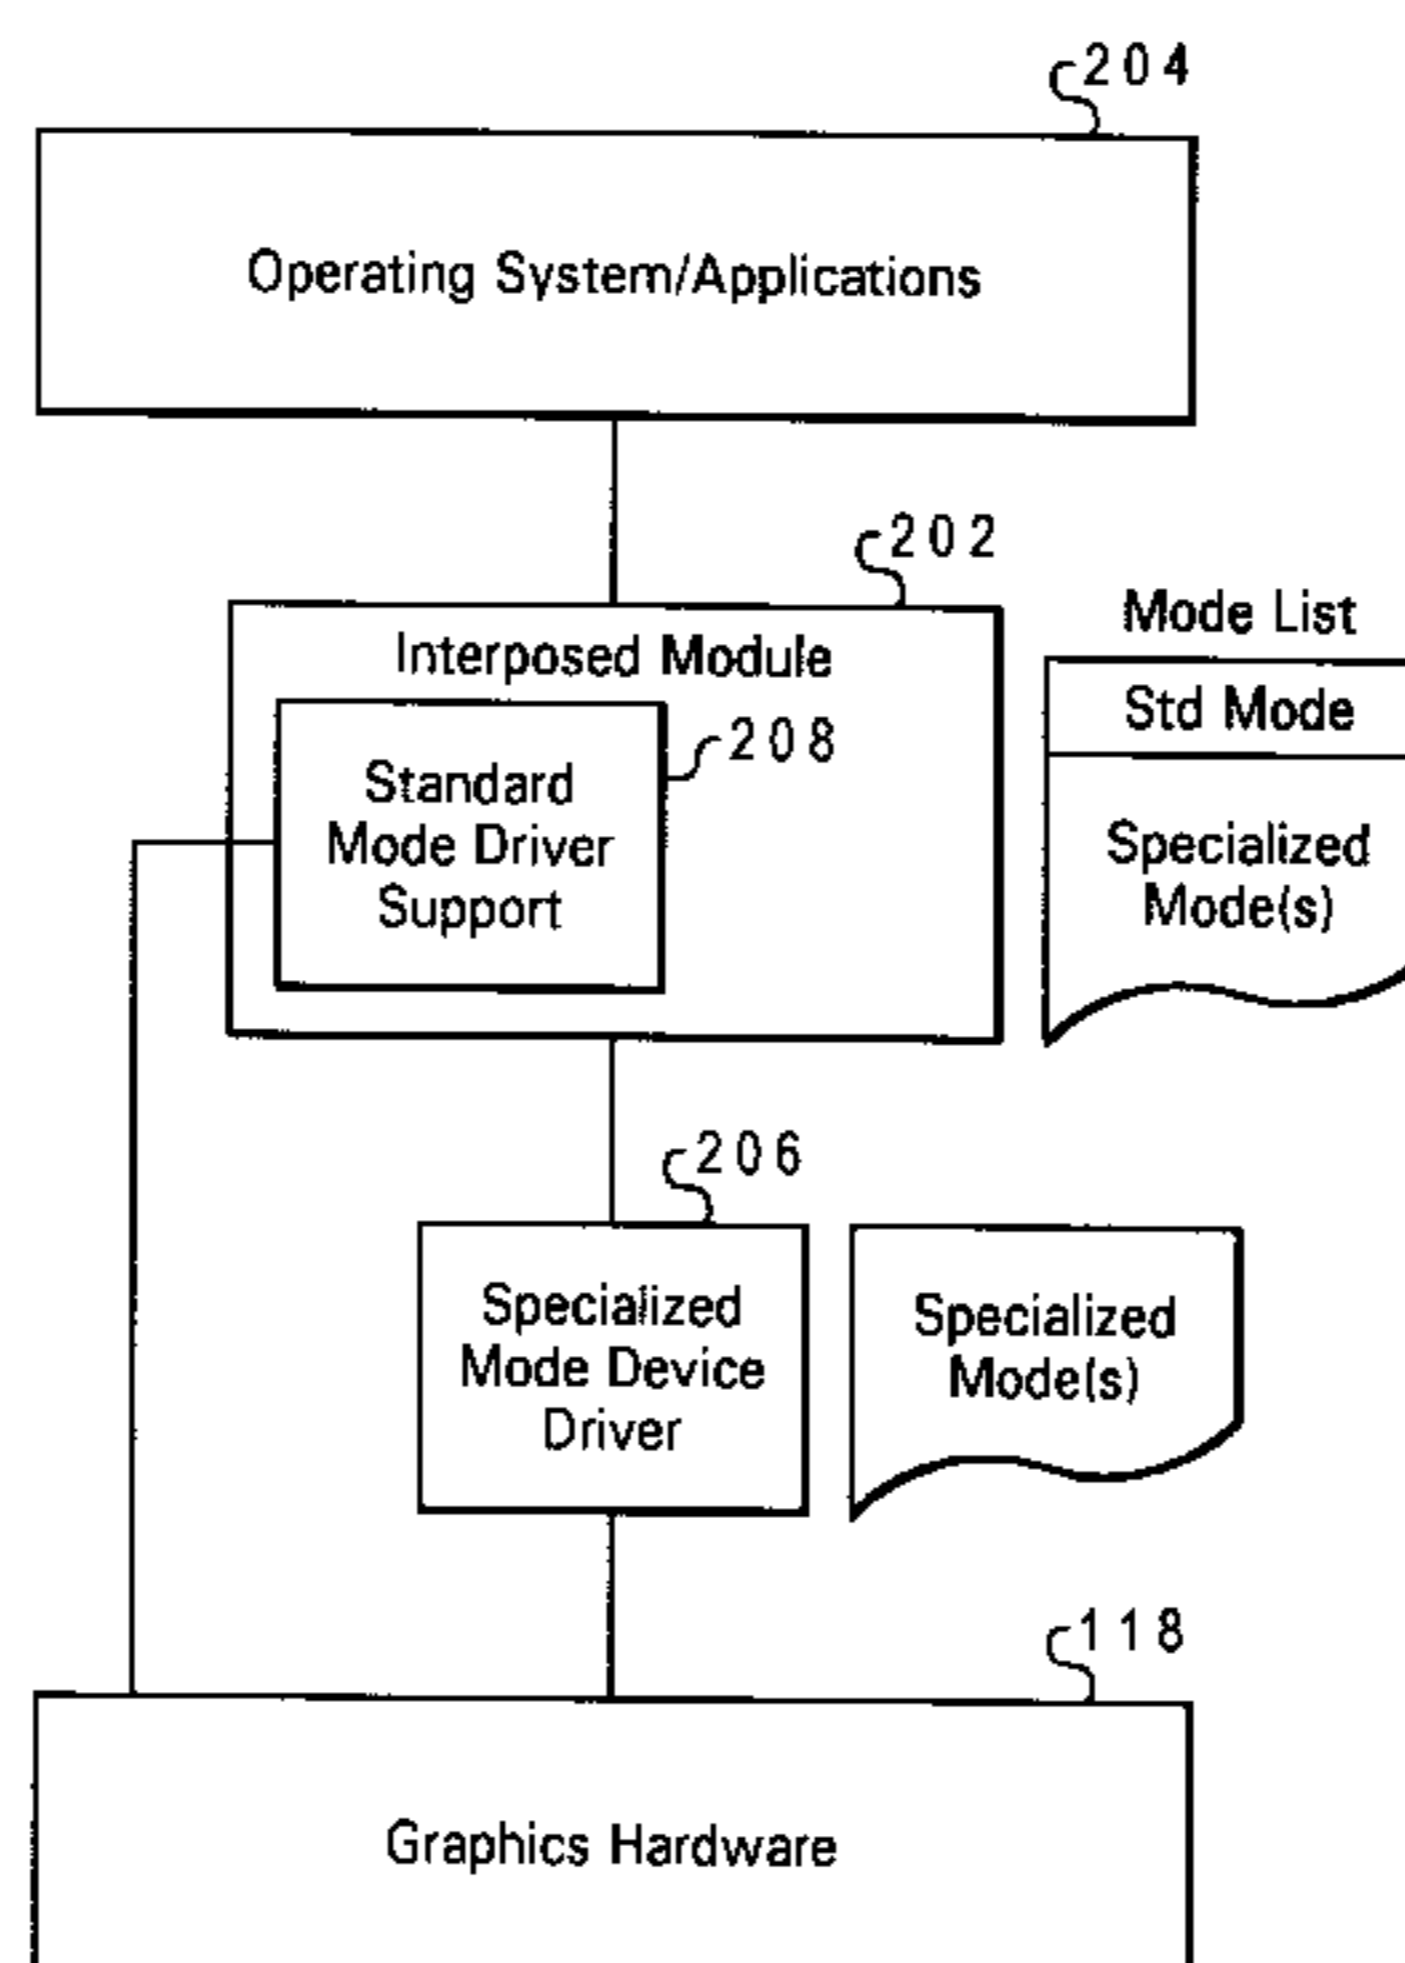 204
Operating System/Applications
202
Interposed Module
Mode List
Std Mode
208
Standard
Mode Driver
Support
Specialized
Mode(s)
206
Specialized
Mode Device
Driver
Specialized
Mode(s)
118
Graphics Hardware